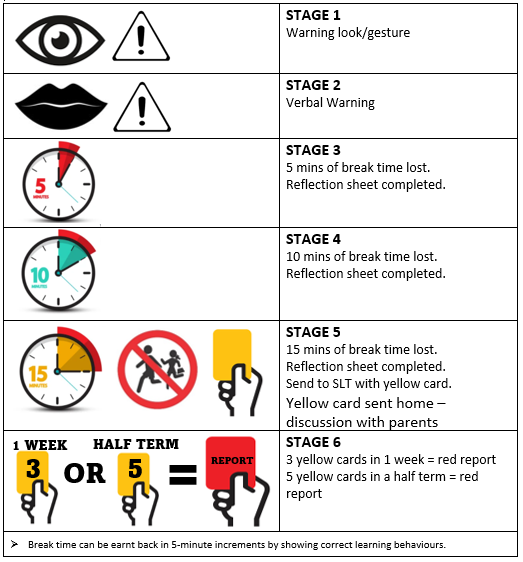 STAGE 1
Warning look/gesture
STAGE 2
Verbal Warning
5
MINUTES
STAGE 3
5 mins of break time lost.
Reflection sheet completed.
10
MINUTES
STAGE 4
10 mins of break time lost.
Reflection sheet completed.
15
MINUTES
STAGE 5
15 mins of break time lost.
Reflection sheet completed.
Send to SLT with yellow card.
Yellow card sent home –
discussion with parents
1 WEEK HALF TERM
3 OR 5 = REPORT
STAGE 6
3 yellow cards in 1 week = red report
5 yellow cards in a half term = red
report
➢ Break time can be earnt back in 5-minute increments by showing correct learning behaviours.